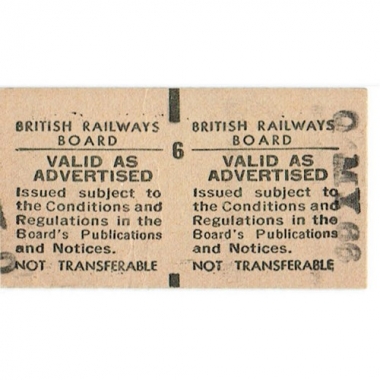 BRITISH RAILWAYS
BOARD
VALID AS
ADVERTISED
Issued subject to
the Conditions and
Regulations in the
Board's Publications
and Notices.
NOT TRANSFERABLE
6
BRITISH RAILWAYS
BOARD
VALID AS
ADVERTISED
Issued subject to
the Conditions and
Regulations in the
Board's Publications
and Notices.
NOT TRANSFERABLE